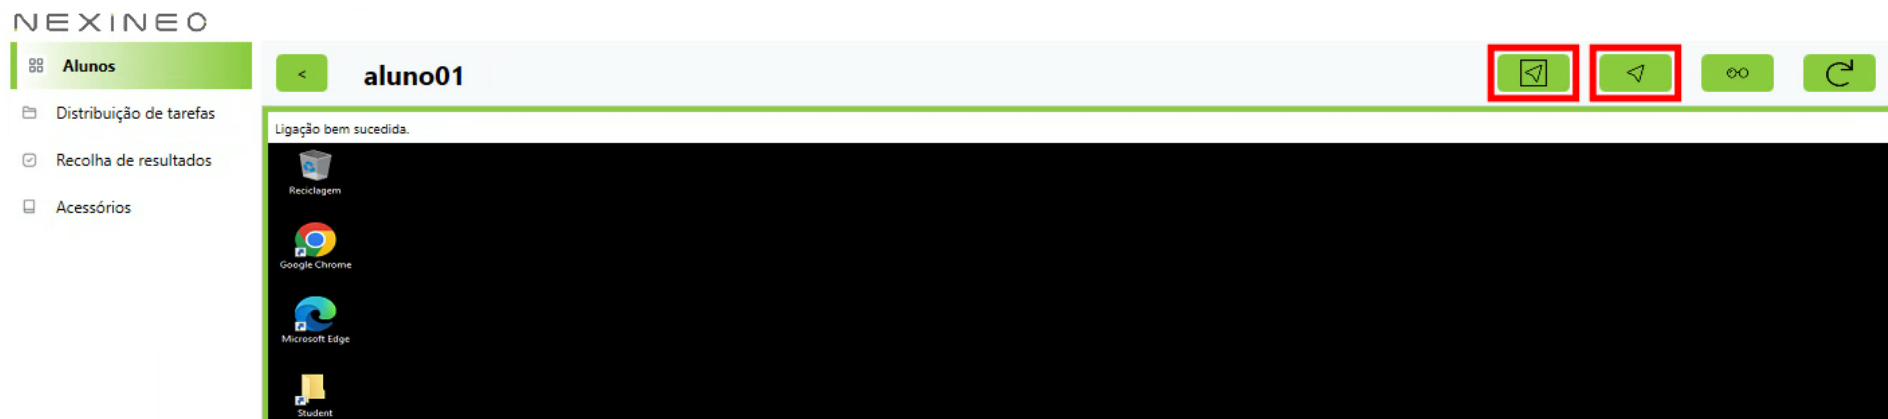 NEXINEO
Alunos
Distribuição de tarefas
Recolha de resultados
Acessórios
< aluno01
Ligação bem sucedida.
Reciclagem
Google Chrome
Microsoft Edge
Student